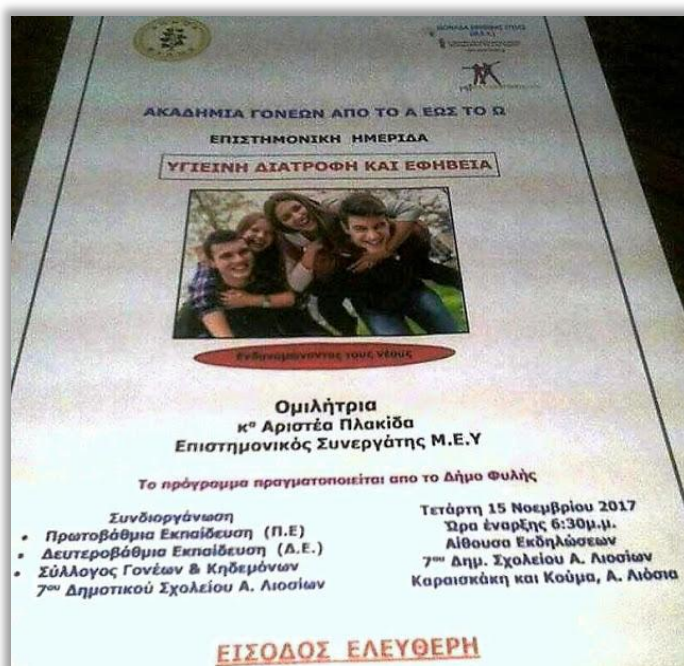 ΑΚΑΔΗΜΙΑ ΓΟΝΕΩΝ ΑΠΟ ΤΟ Α ΕΩΣ ΤΟ Ω
ΕΠΙΣΤΗΜΟΝΙΚΗ ΗΜΕΡΙΔΑ
ΥΓΙΕΙΝΗ ΔΙΑΤΡΟΦΗ ΚΑΙ ΕΦΗΒΕΙΑ
Ενδυναμώνοντας τους νέους
Ομιλήτρια
κα Αριστέα Πλακίδα
Επιστημονικός Συνεργάτης Μ.Ε.Υ
Το πρόγραμμα πραγματοποιείται απο το Δήμο Φυλής
Συνδιοργάνωση
• Πρωτοβάθμια Εκπαίδευση (Π.Ε)
• Δευτεροβάθμια Εκπαίδευση (Δ.Ε.)
• Σύλλογος Γονέων & Κηδεμόνων
7ου Δημοτικού Σχολείου Α. Λιοσίων
Τετάρτη 15 Νοεμβρίου 2017
Ώρα έναρξης 6:30μ.μ.
Αίθουσα Εκδηλώσεων
7ου Δημ. Σχολείου Α. Λιοσίων
Καραισκάκη και Κούμα, Α. Λιόσια
ΕΙΣΟΔΟΣ ΕΛΕΥΘΕΡΗ